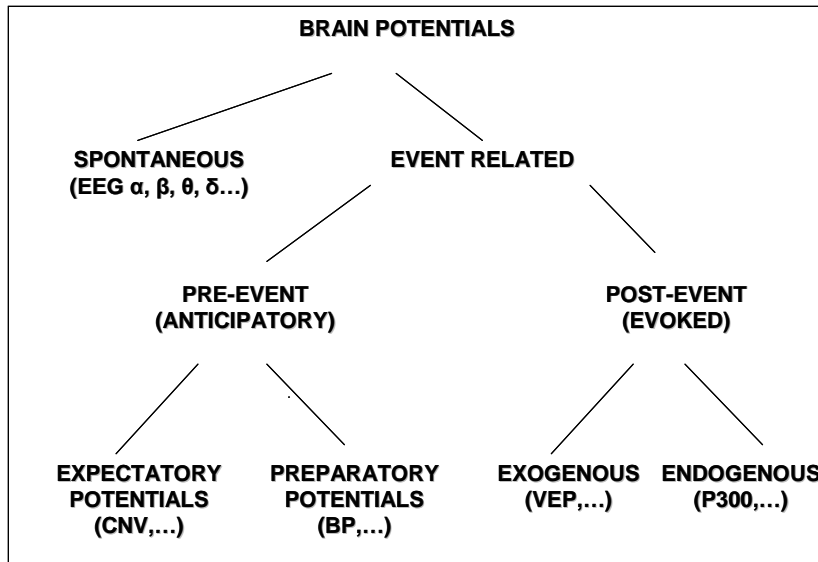 BRAIN POTENTIALS
SPONTANEOUS
(EEG α, β, θ, δ...)
EVENT RELATED
PRE-EVENT
(ANTICIPATORY)
POST-EVENT
(EVOKED)
EXPECTATORY
POTENTIALS
(CNV,...)
PREPARATORY
POTENTIALS
(BP,...)
EXOGENOUS
(VEP,...)
ENDOGENOUS
(P300,...)